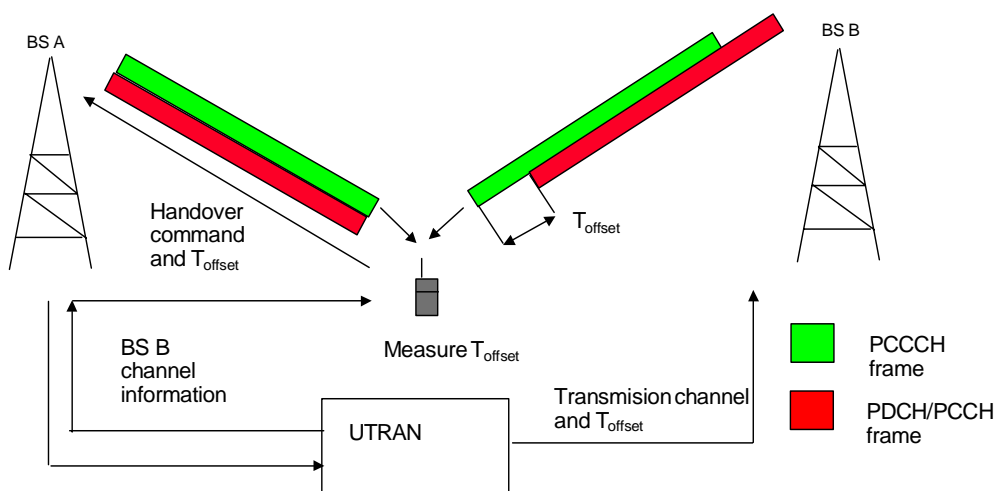 BS A
BS B
Handover
command
and Toffset
Toffset
Measure Toffset
BS B
channel
information
UTRAN
Transmision channel
and Toffset
PCCCH
frame
PDCH/PCCH
frame